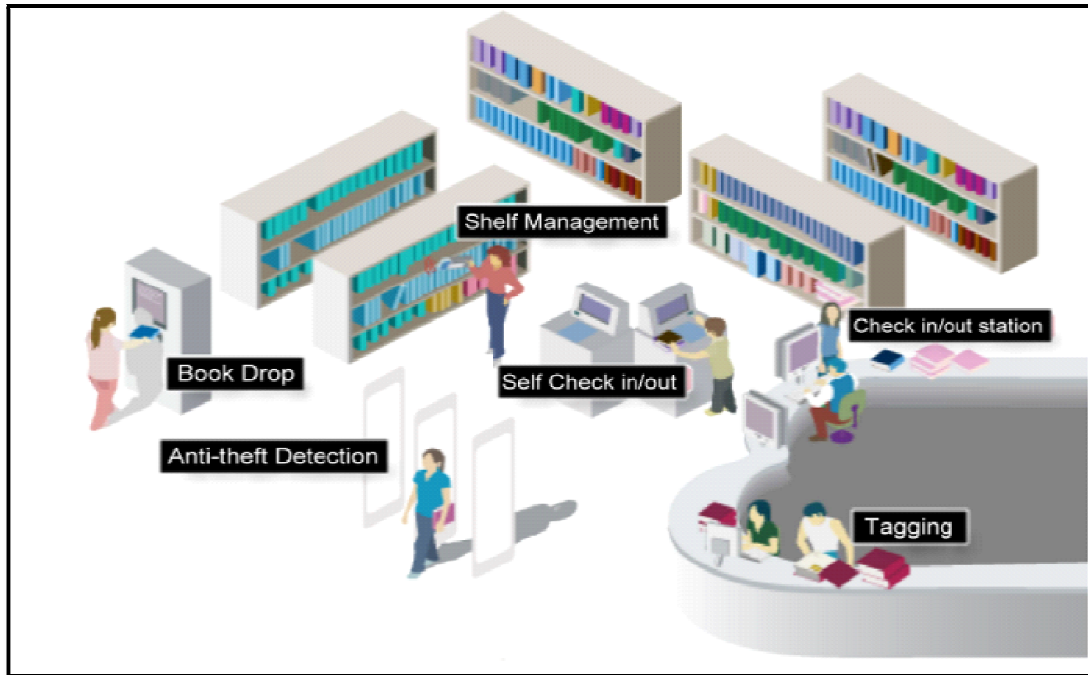 Shelf Management
Check in/out station
Book Drop
Self Check in/out
Anti-theft Detection
Tagging